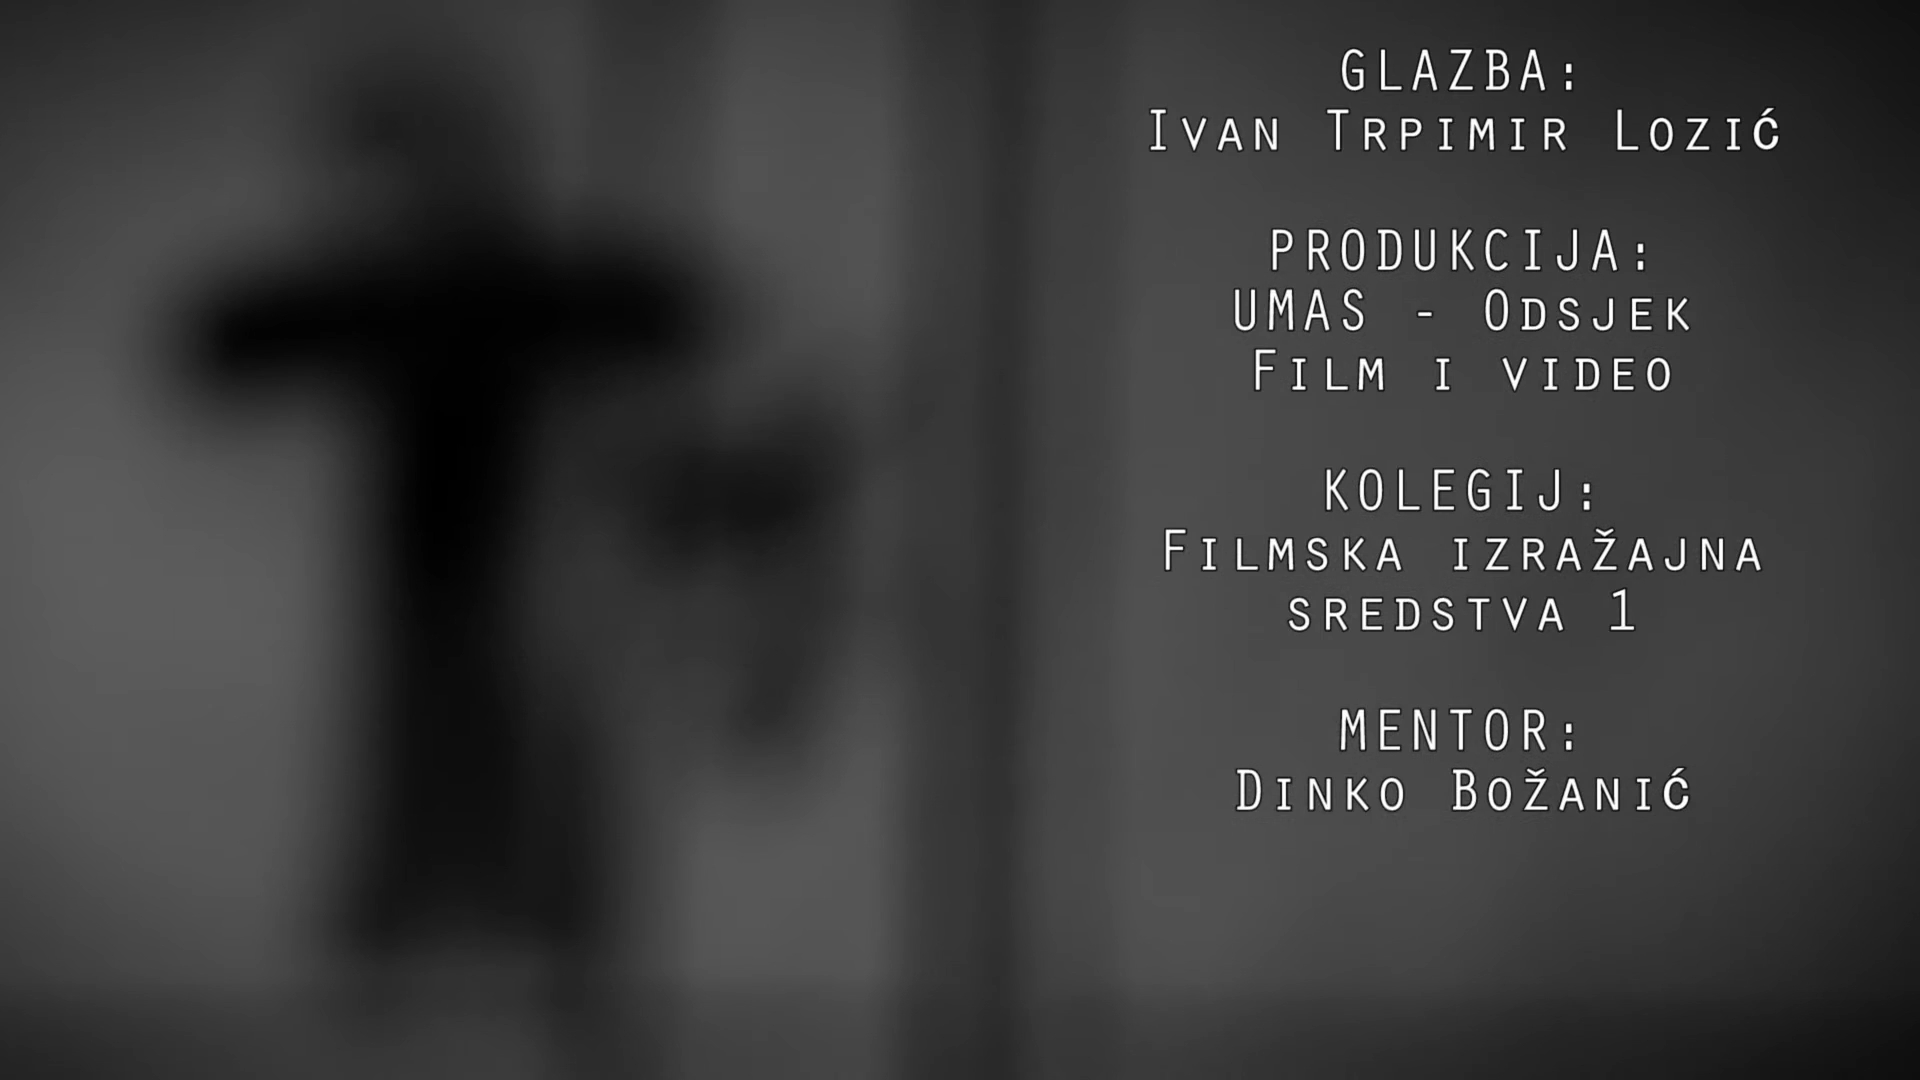 GLAZBA:
Ivan Trpimir Lozić
PRODUKCIJA:
UMAS - Odsjek
Film i video
KOLEGIJ:
Filmska izražajna
sredstva 1
MENTOR:
Dinko Božanić